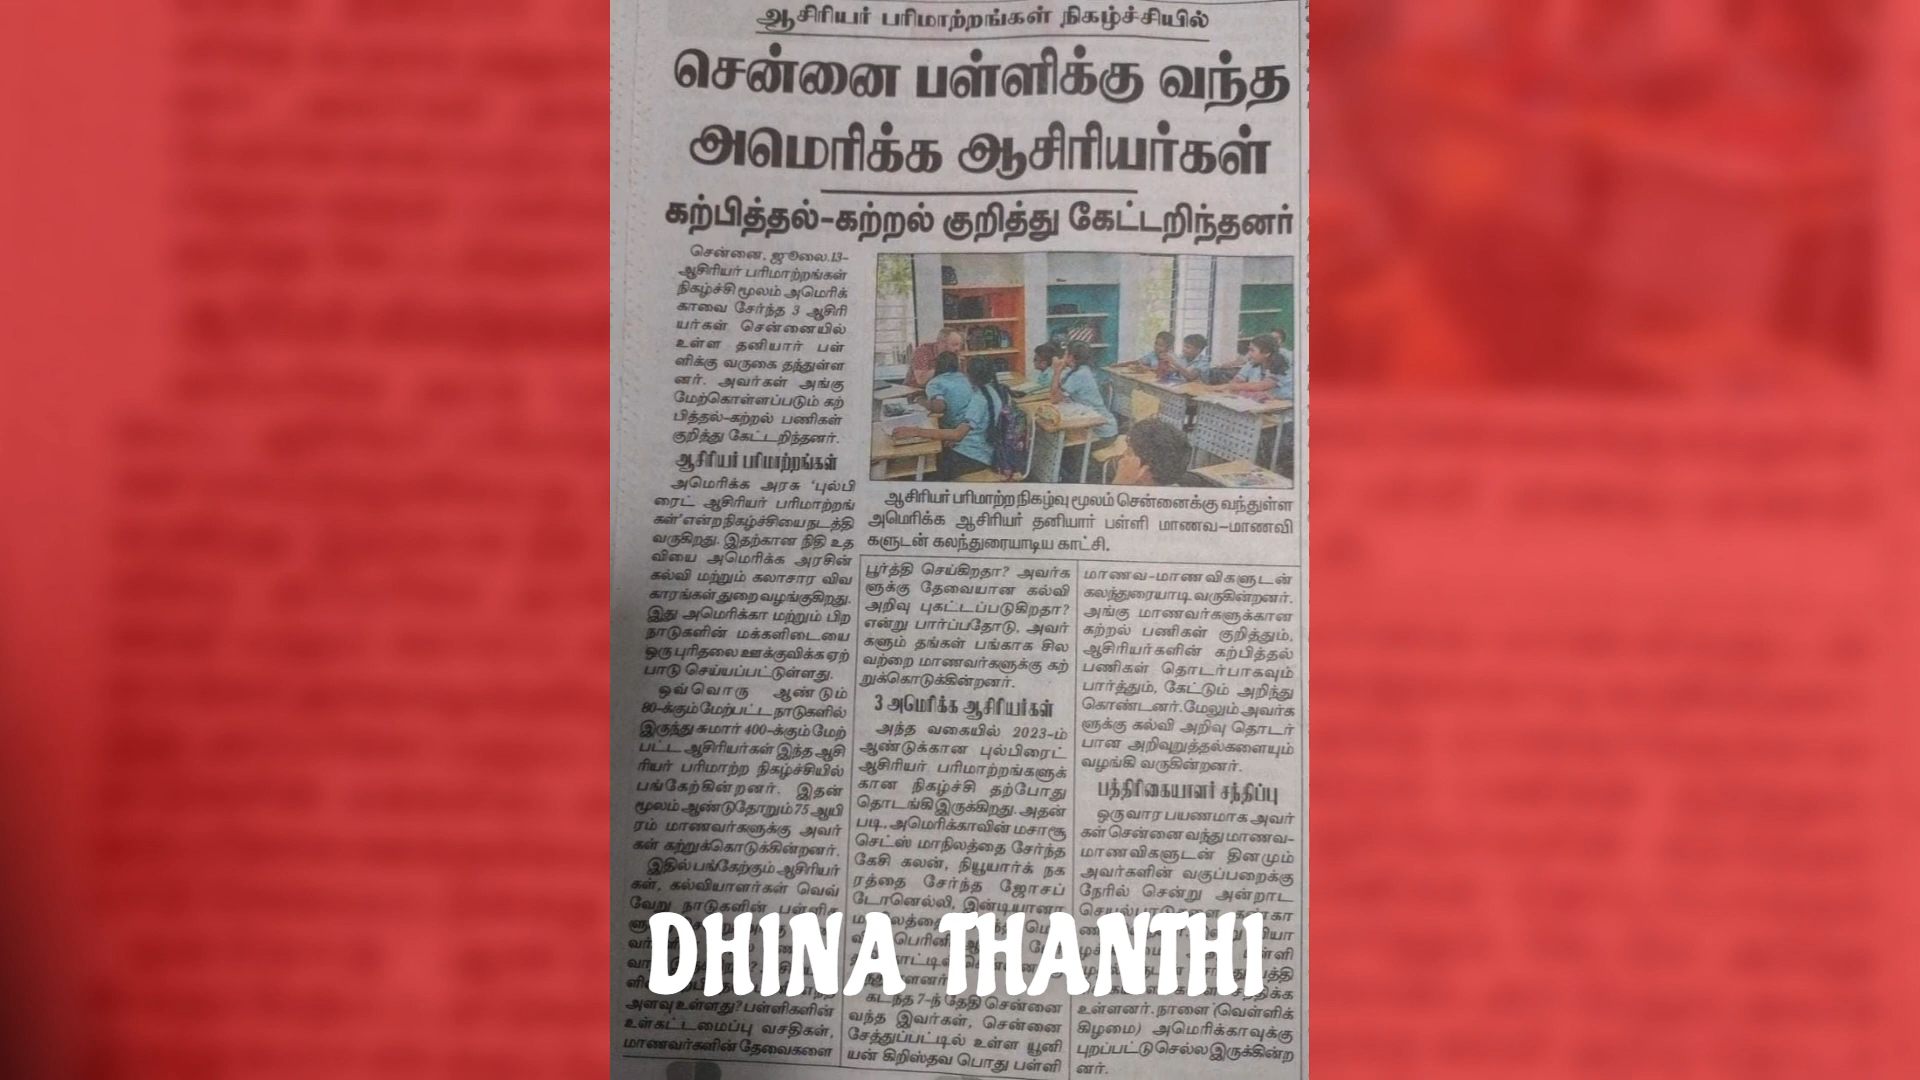 ஆசிரியர் பரிமாற்றங்கள் நிகழ்ச்சியில்
சென்னை பள்ளிக்கு வந்த
அமெரிக்க ஆசிரியர்கள்
கற்பித்தல்-கற்றல் குறித்து கேட்டறிந்தனர்
சென்னை, ஜூலை.13-
ஆசிரியர் பரிமாற்றங்கள்
நிகழ்ச்சி மூலம் அமெரிக்
காவை சேர்ந்த 3 ஆசிரி
யர்கள் சென்னையில்
உள்ள தனியார் பள்
ளிக்கு வருகை தந்துள்ள
னர். அவர்கள் அங்கு
மேற்கொள்ளப்படும் கற்
பித்தல்-கற்றல் பணிகள்
குறித்து கேட்டறிந்தனர்.
ஆசிரியர் பரிமாற்றங்கள்
அமெரிக்க அரசு 'புல்பி
ரைட் ஆசிரியர் பரிமாற்றங்
கள்' என்ற நிகழ்ச்சியை நடத்தி
வருகிறது. இதற்கான நிதி உத
வியை அமெரிக்க அரசின்
கல்வி மற்றும் கலாசார விவ
காரங்கள் துறை வழங்குகிறது.
இது அமெரிக்கா மற்றும் பிற
நாடுகளின் மக்களிடையை
ஒரு புரிதலை ஊக்குவிக்க ஏற்
பாடு செய்யப்பட்டுள்ளது.
ஒவ்வொரு ஆண்டும்
80-க்கும் மேற்பட்ட நாடுகளில்
இருந்து சுமார் 400-க்கும் மேற்
பட்ட ஆசிரியர்கள் இந்த ஆசி
ரியர் பரிமாற்ற நிகழ்ச்சியில்
பங்கேற்கின்றனர். இதன்
மூலம் ஆண்டுதோறும் 75 ஆயி
ரம் மாணவர்களுக்கு அவர்
கள் கற்றுக்கொடுக்கின்றனர்.
இதில் பங்கேற்கும் ஆசிரியர்
கள், கல்வியாளர்கள் வெவ்
வேறு நாடுகளின் பள்ளிக
அளவு உள்ளது? பள்ளிகளின்
உள்கட்டமைப்பு வசதிகள்,
மாணவர்களின் தேவைகளை
ஆசிரியர் பரிமாற்ற நிகழ்வு மூலம் சென்னைக்கு வந்துள்ள
அமெரிக்க ஆசிரியர் தனியார் பள்ளி மாணவ-மாணவி
களுடன் கலந்துரையாடிய காட்சி.
பூர்த்தி செய்கிறதா? அவர்க
ளுக்கு தேவையான கல்வி
அறிவு புகட்டப்படுகிறதா?
என்று பார்ப்பதோடு, அவர்
களும் தங்கள் பங்காக சில
வற்றை மாணவர்களுக்கு கற்
றுக்கொடுக்கின்றனர்.
3 அமெரிக்க ஆசிரியர்கள்
அந்த வகையில் 2023-ம்
ஆண்டுக்கான புல்பிரைட்
ஆசிரியர் பரிமாற்றங்களுக்
கான நிகழ்ச்சி தற்போது
தொடங்கி இருக்கிறது. அதன்
படி, அமெரிக்காவின் மசாசூ
செட்ஸ் மாநிலத்தை சேர்ந்த
கேசி கலன், நியூயார்க் நக
ரத்தை சேர்ந்த ஜோசப்
டோனெல்லி, இன்டியானா
கடந்த 7-ந் தேதி சென்னை
வந்த இவர்கள், சென்னை
சேத்துப்பட்டில் உள்ள யூனி
யன் கிறிஸ்தவ பொது பள்ளி
மாணவ-மாணவிகளுடன்
கலந்துரையாடி வருகின்றனர்.
அங்கு மாணவர்களுக்கான
கற்றல் பணிகள் குறித்தும்,
ஆசிரியர்களின் கற்பித்தல்
பணிகள் தொடர்பாகவும்
பார்த்தும், கேட்டும் அறிந்து
கொண்டனர். மேலும் அவர்க
ளுக்கு கல்வி அறிவு தொடர்
பான அறிவுறுத்தல்களையும்
வழங்கி வருகின்றனர்.
பத்திரிகையாளர் சந்திப்பு
ஒருவார பயணமாக அவர்
கள் சென்னை வந்து மாணவ-
மாணவிகளுடன் தினமும்
அவர்களின் வகுப்பறைக்கு
நேரில் சென்று அன்றாட
உள்ளனர். நாளை (வெள்ளிக்
கிழமை) அமெரிக்காவுக்கு
புறப்பட்டு செல்ல இருக்கின்ற
னர்.
DHINA THANTHI